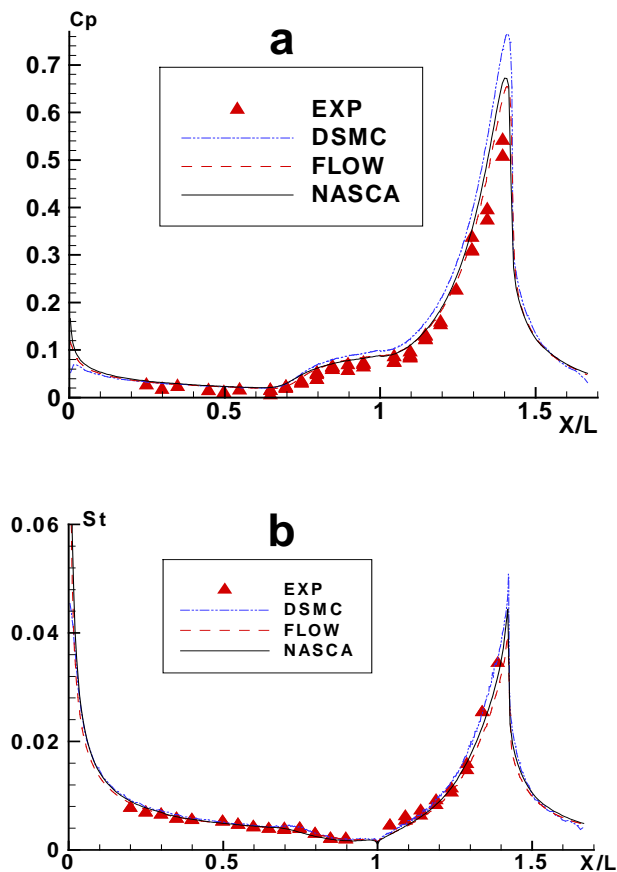 Cp
a
EXP
DSMC
FLOW
NASCA
0.7
0.6
0.5
0.4
0.3
0.2
0.1
0
0 0.5 1 1.5
X/L
St
b
EXP
DSMC
FLOW
NASCA
0.06
0.04
0.02
0
0 0.5 1 1.5
X/L